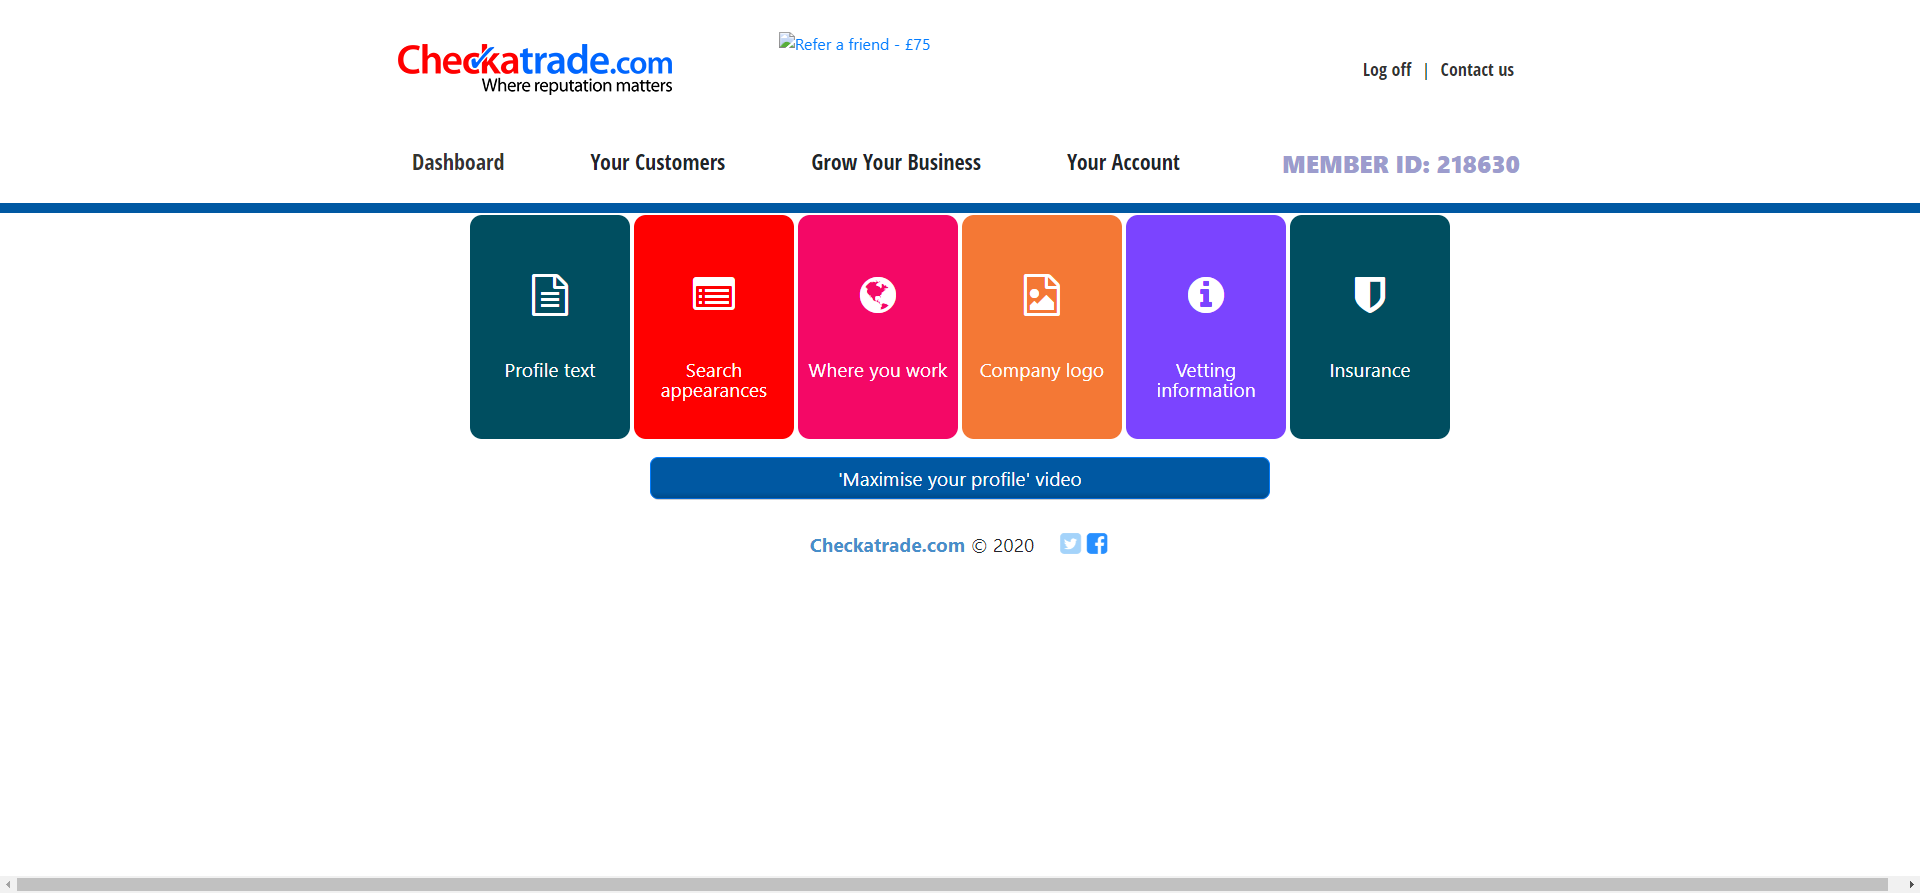 Checkatrade.com
Where reputation matters
Refer a friend - £75
Log off | Contact us
Dashboard
Your Customers
Grow Your Business
Your Account
MEMBER ID: 218630
Profile text
Search
appearances
Where you work
Company logo
Vetting
information
Insurance
'Maximise your profile' video
Checkatrade.com © 2020